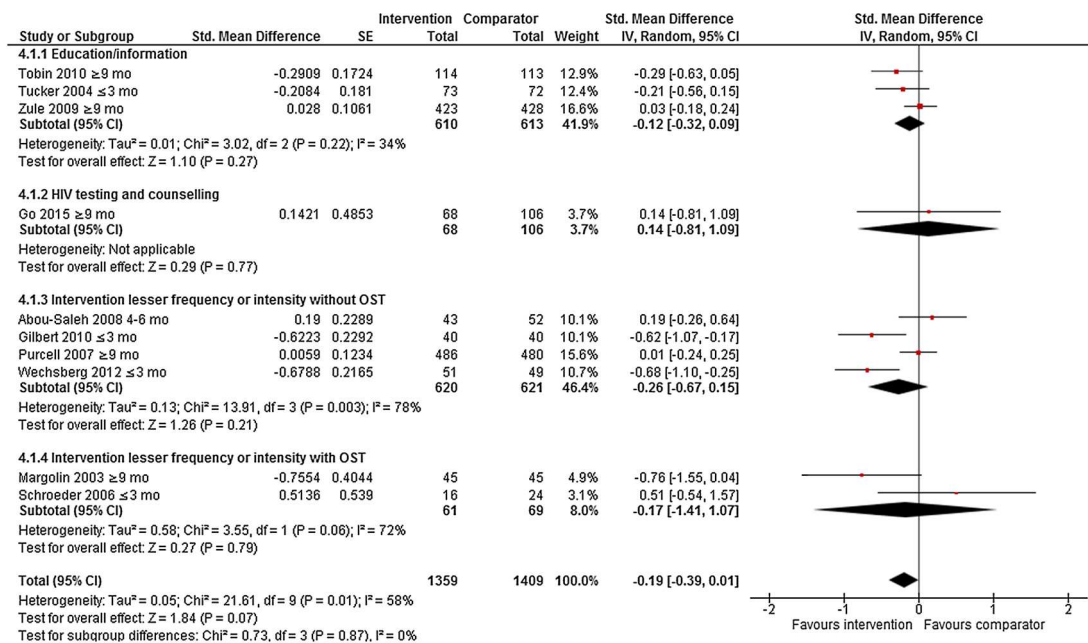 Intervention Comparator Std. Mean Difference Std. Mean Difference
Study or Subgroup Std. Mean Difference SE Total Total Weight IV, Random, 95% CI IV, Random, 95% CI
4.1.1 Education/information
Tobin 2010 ≥9 mo -0.2909 0.1724 114 113 12.9% -0.29 [-0.63, 0.05]
Tucker 2004 ≤3 mo -0.2084 0.181 73 72 12.4% -0.21 [-0.56, 0.15]
Zule 2009 ≥9 mo 0.028 0.1061 423 428 16.6% 0.03 [-0.18, 0.24]
Subtotal (95% CI) 610 613 41.9% -0.12 [-0.32, 0.09]
Heterogeneity: Tau² = 0.01; Chi² = 3.02, df = 2 (P = 0.22); I² = 34%
Test for overall effect: Z = 1.10 (P = 0.27)
4.1.2 HIV testing and counselling
Go 2015 ≥9 mo 0.1421 0.4853 68 106 3.7% 0.14 [-0.81, 1.09]
Subtotal (95% CI) 68 106 3.7% 0.14 [-0.81, 1.09]
Heterogeneity: Not applicable
Test for overall effect: Z = 0.29 (P = 0.77)
4.1.3 Intervention lesser frequency or intensity without OST
Abou-Saleh 2008 4-6 mo 0.19 0.2289 43 52 10.1% 0.19 [-0.26, 0.64]
Gilbert 2010 ≤3 mo -0.6223 0.2292 40 40 10.1% -0.62 [-1.07, -0.17]
Purcell 2007 ≥9 mo 0.0059 0.1234 486 480 15.6% 0.01 [-0.24, 0.25]
Wechsberg 2012 ≤3 mo -0.6788 0.2165 51 49 10.7% -0.68 [-1.10, -0.25]
Subtotal (95% CI) 620 621 46.4% -0.26 [-0.67, 0.15]
Heterogeneity: Tau² = 0.13; Chi² = 13.91, df = 3 (P = 0.003); I² = 78%
Test for overall effect: Z = 1.26 (P = 0.21)
4.1.4 Intervention lesser frequency or intensity with OST
Margolin 2003 ≥9 mo -0.7554 0.4044 45 45 4.9% -0.76 [-1.55, 0.04]
Schroeder 2006 ≤3 mo 0.5136 0.539 16 24 3.1% 0.51 [-0.54, 1.57]
Subtotal (95% CI) 61 69 8.0% -0.17 [-1.41, 1.07]
Heterogeneity: Tau² = 0.58; Chi² = 3.55, df = 1 (P = 0.06); I² = 72%
Test for overall effect: Z = 0.27 (P = 0.79)
Total (95% CI) 1359 1409 100.0% -0.19 [-0.39, 0.01]
Heterogeneity: Tau² = 0.05; Chi² = 21.61, df = 9 (P = 0.01); I² = 58%
Test for overall effect: Z = 1.84 (P = 0.07)
Test for subgroup differences: Chi² = 0.73, df = 3 (P = 0.87), I² = 0%
-2 -1 0 1 2
Favours intervention Favours comparator